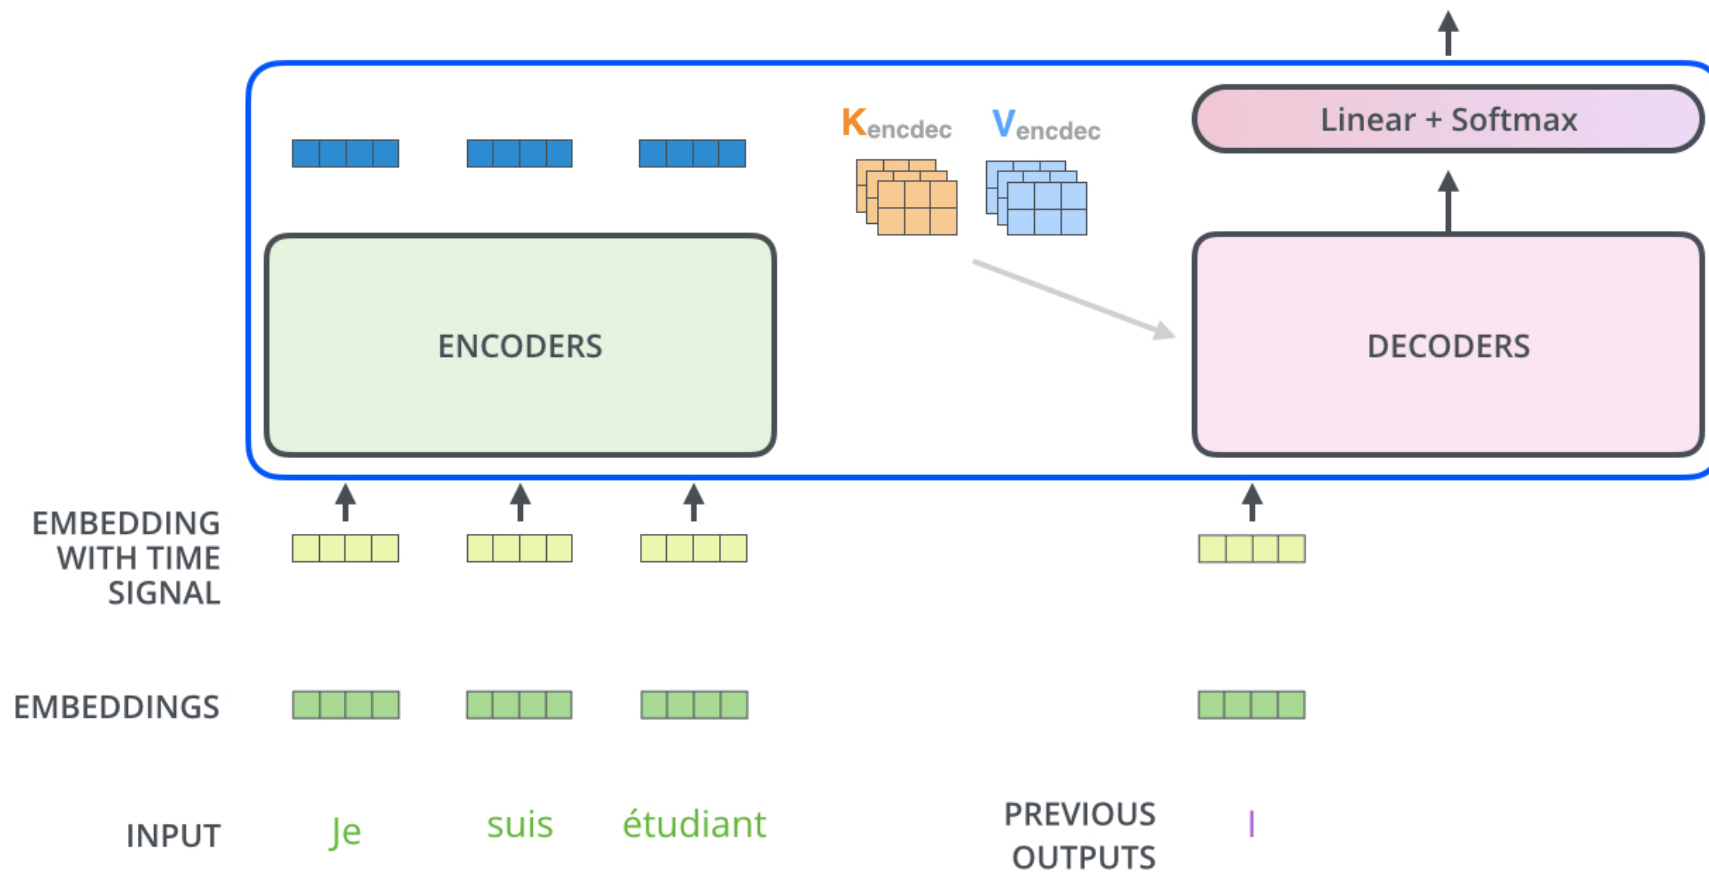 Kencdec
Vencdec
Linear + Softmax
ENCODERS
DECODERS
EMBEDDING
WITH TIME
SIGNAL
EMBEDDINGS
INPUT
Je
suis
étudiant
PREVIOUS
OUTPUTS
I